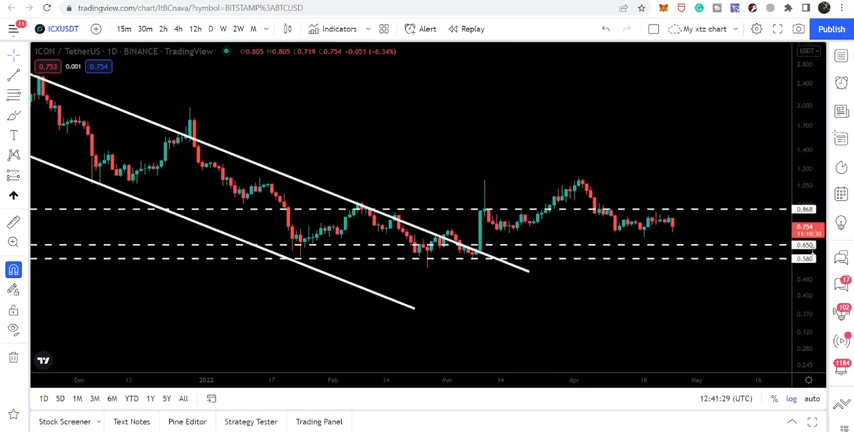 tradingview.com/chart/ltBCnava/?symbol=BITSTAMP%3ABTCUSD
11
ICXUSDT
15m 30m 2h 4h 12h D W 2W M
Indicators
Alert
Replay
My xtz chart
Publish
ICON / TetherUS · 1D · BINANCE · TradingView
O0.805 H0.805 L0.719 C0.754 -0.051 (-6.34%)
USDT
0.753 0.001 0.754
2.800
2.400
2.000
1.700
1.400
1.200
1.050
0.868
0.754
11:18:30
0.650
0.580
0.490
0.430
0.370
0.320
0.280
0.245
17
102
1184
Dec 13 2022 17 Feb 14 Mar 14 Apr 18 May 16
1D 5D 1M 3M 6M YTD 1Y 5Y All
12:41:29 (UTC) % log auto
Stock Screener Text Notes Pine Editor Strategy Tester Trading Panel